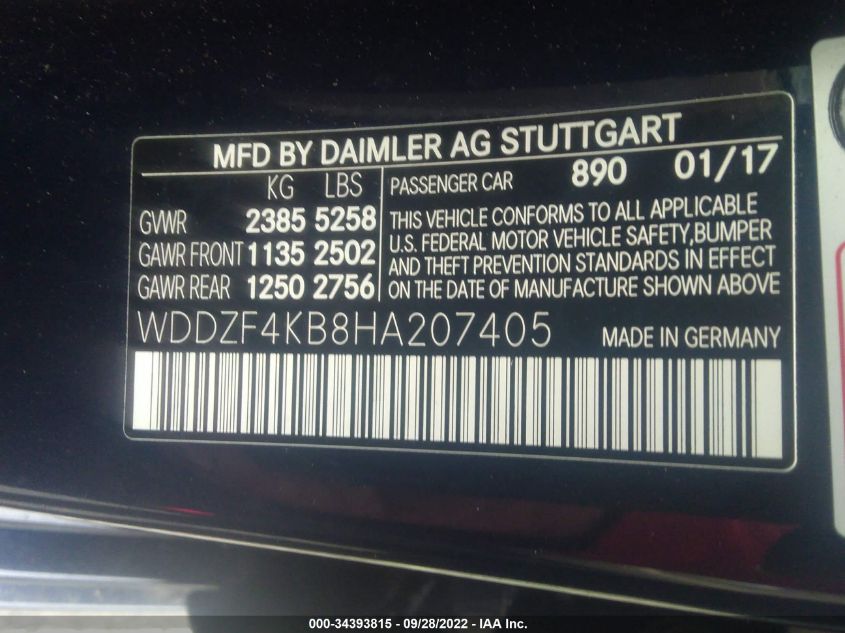 MFD BY DAIMLER AG STUTTGART
KG LBS
GVWR 2385 5258
GAWR FRONT 1135 2502
GAWR REAR 1250 2756
PASSENGER CAR 890 01/17
THIS VEHICLE CONFORMS TO ALL APPLICABLE
U.S. FEDERAL MOTOR VEHICLE SAFETY,BUMPER
AND THEFT PREVENTION STANDARDS IN EFFECT
ON THE DATE OF MANUFACTURE SHOWN ABOVE
WDDZF4KB8HA207405 MADE IN GERMANY
000-34393815 - 09/28/2022 - IAA Inc.